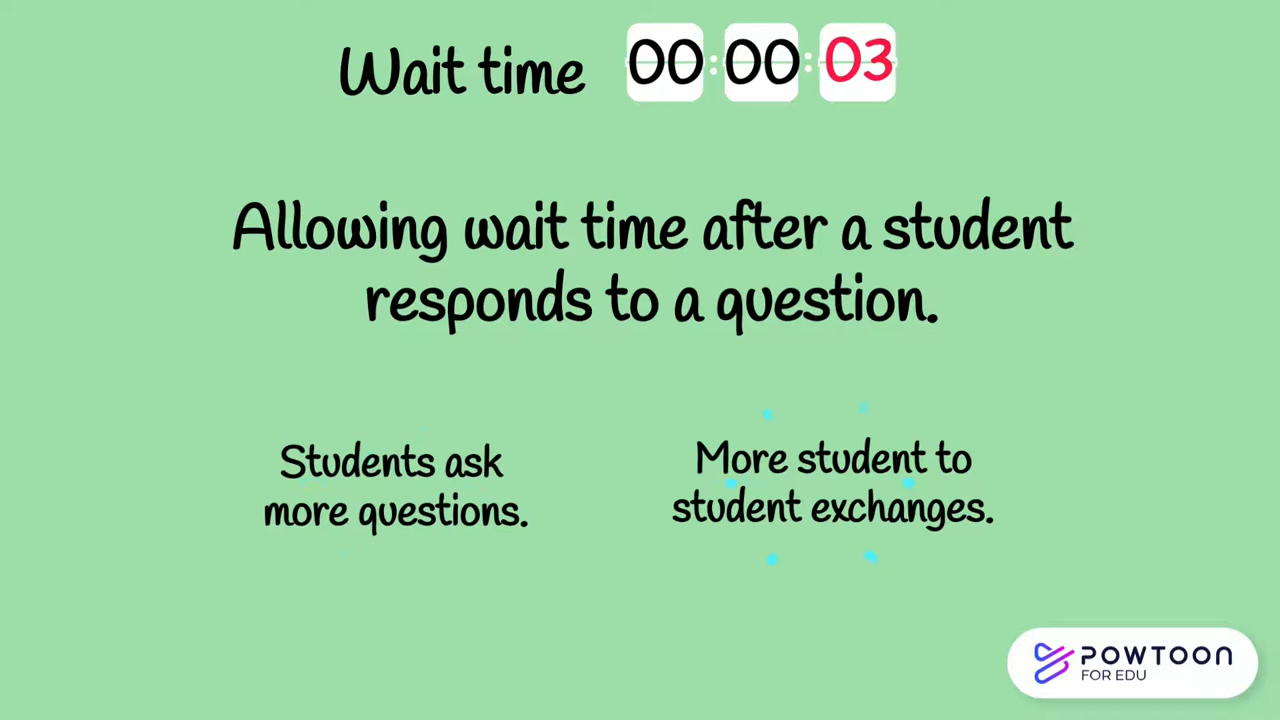 Wait time 00:00:03
Allowing wait time after a student
responds to a question.
Students ask
more questions.
More student to
student exchanges.
POWTOON
FOR EDU